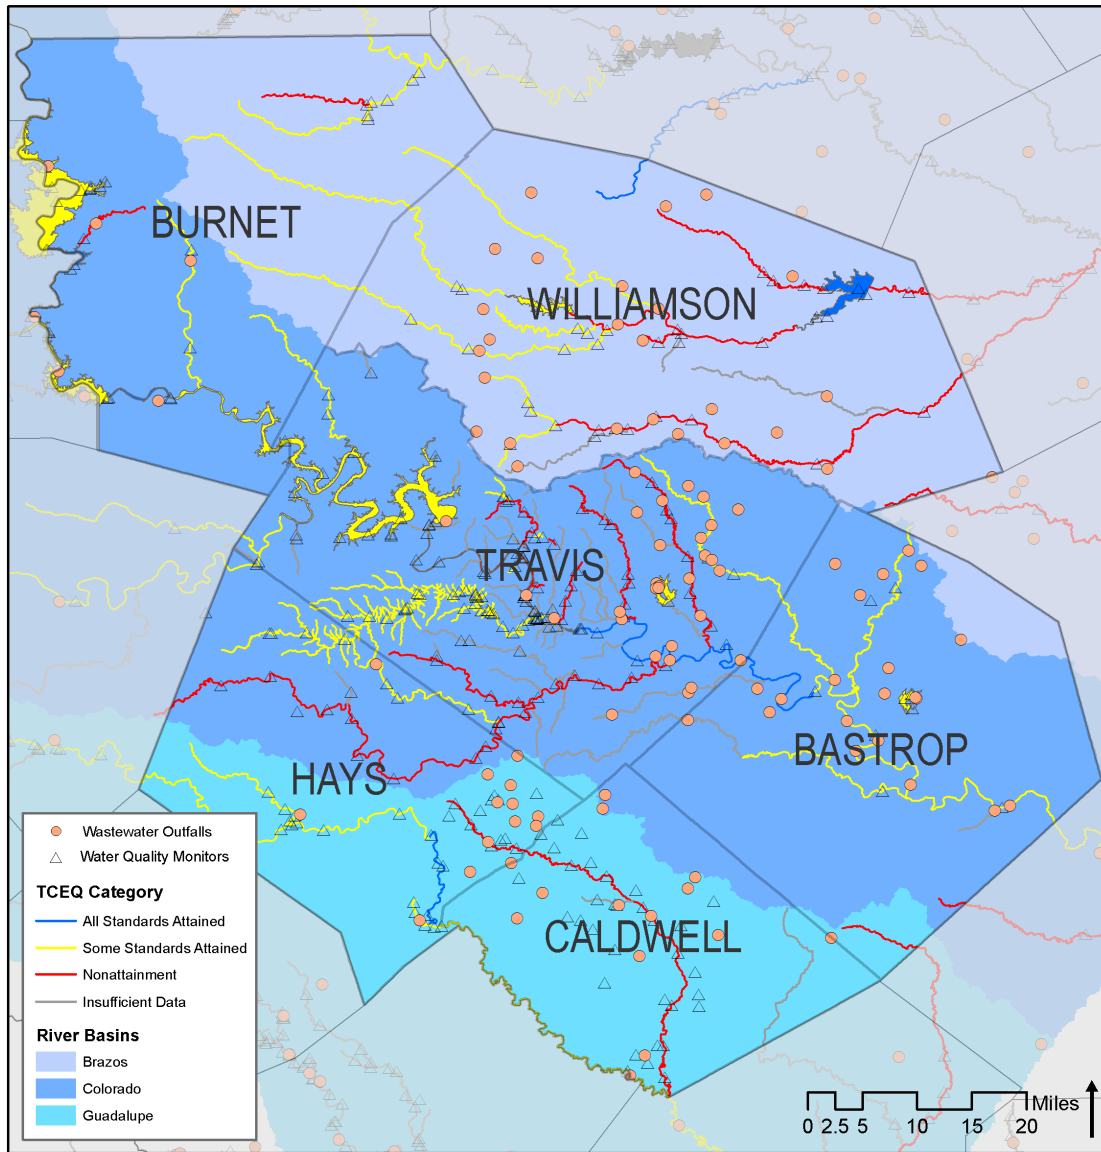 BURNET
WILLIAMSON
TRAVIS
BASTROP
HAYS
CALDWELL
Wastewater Outfalls
Water Quality Monitors
TCEQ Category
All Standards Attained
Some Standards Attained
Nonattainment
Insufficient Data
River Basins
Brazos
Colorado
Guadalupe
Miles
0 2.5 5 10 15 20